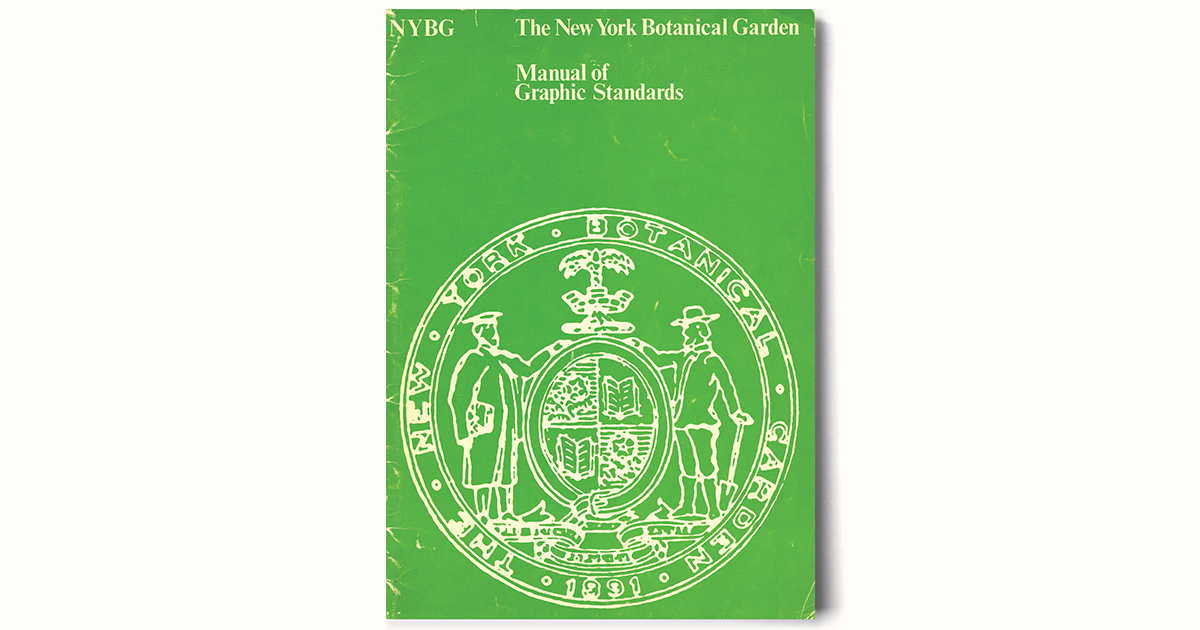 NYBG
The New York Botanical Garden
Manual of
Graphic Standards
THE · NEW · YORK · BOTANICAL · GARDEN
· 1891 ·